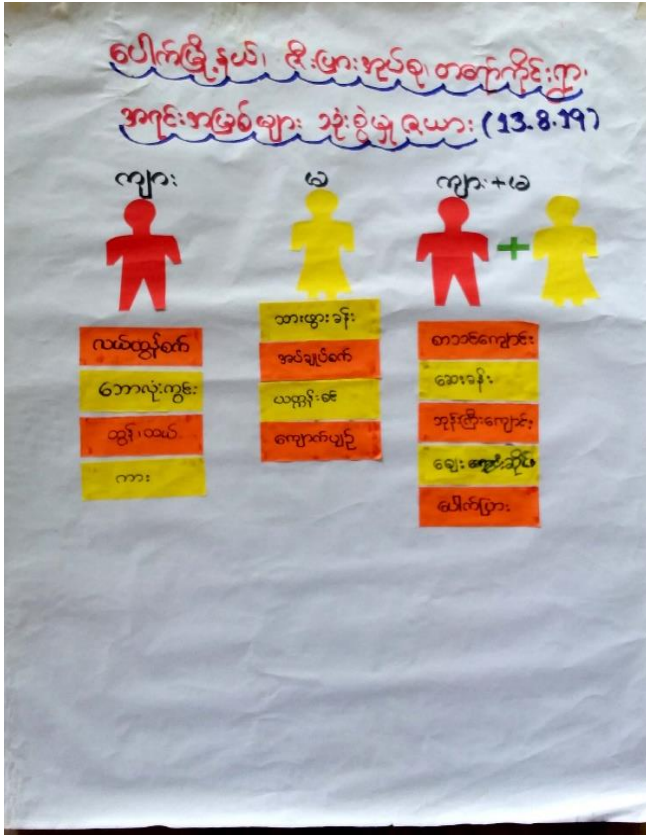 ပေါက်မြို့နယ်၊ ဇီးပြားအုပ်စု၊ တစော်ကိုင်းရွာ၊
အရင်းအမြစ်များ သုံးစွဲမှု ဇယား (13.8.19)
ကျား
မ
ကျား+မ
လယ်ထွန်စက်
ဘောလုံးကွင်း
ထွန်၊ထယ်
ကား
သားဖွားခန်း
အပ်ချုပ်စက်
ယက္ကန်းစင်
ကျောက်ပျဉ်
စာသင်ကျောင်း
ဆေးခန်း
ဘုန်းကြီးကျောင်း
ဈေး
ပေါက်ပြား